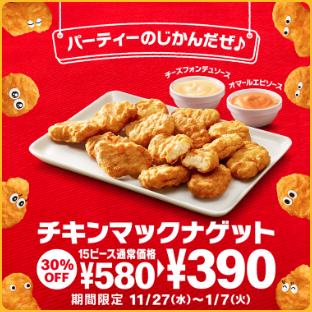 パーティーのじかんだぜ♪
チーズフォンデュソース
オマールエビソース
チキンマックナゲット
30%OFF
15ピース通常価格
¥580 ¥390
期間限定 11/27(水)～1/7(火)